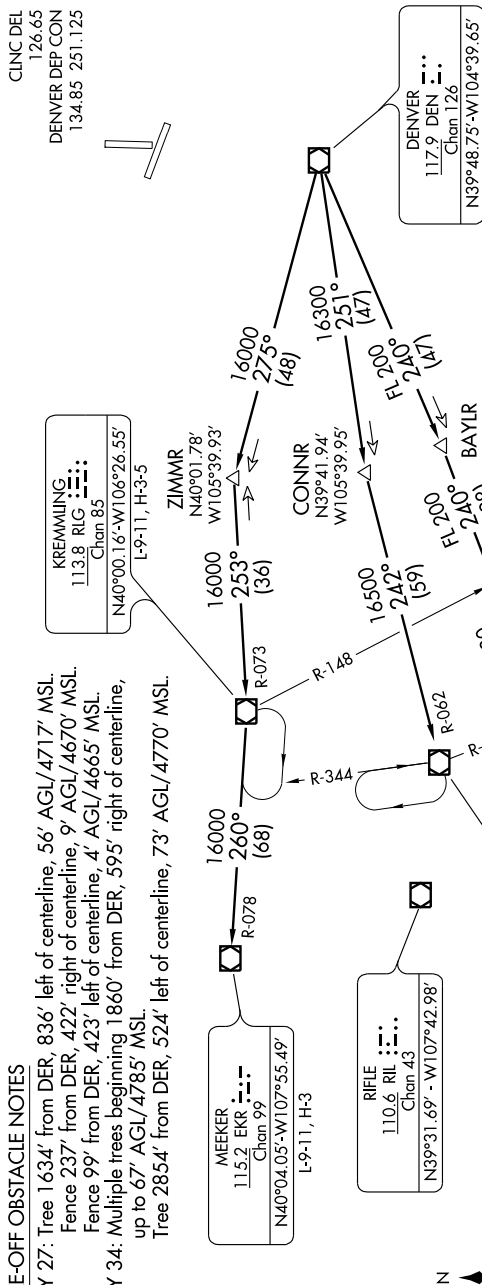 E-OFF OBSTACLE NOTES
Y 27: Tree 1634' from DER, 836' left of centerline, 56' AGL/4717' MSL.
Fence 237' from DER, 422' right of centerline, 9' AGL/4670' MSL.
Fence 99' from DER, 423' left of centerline, 4' AGL/4665' MSL.
Y 34: Multiple trees beginning 1860' from DER, 595' right of centerline,
up to 67' AGL/4785' MSL.
Tree 2854' from DER, 524' left of centerline, 73' AGL/4770' MSL.
CLNC DEL
126.65
DENVER DEP CON
134.85 251.125
KREMMLING
113.8 RLG
Chan 85
N40°00.16'-W106°26.55'
L-9-11, H-3-5
ZIMMR
N40°01.78'
W105°39.93'
16000
275°
(48)
16000
253°
(36)
R-073
16000
260°
(68)
R-078
MEEKER
115.2 EKR
Chan 99
N40°04.05'-W107°55.49'
L-9-11, H-3
DENVER
117.9 DEN
Chan 126
N39°48.75'-W104°39.65'
CONNR
N39°41.94'
W105°39.95'
16300
251°
(47)
16500
242°
(59)
R-062
R-148
R-344
FL 200
240°
(47)
BAYLR
FL 200
240°
RIFLE
110.6 RIL
Chan 43
N39°31.69' - W107°42.98'
R-
N